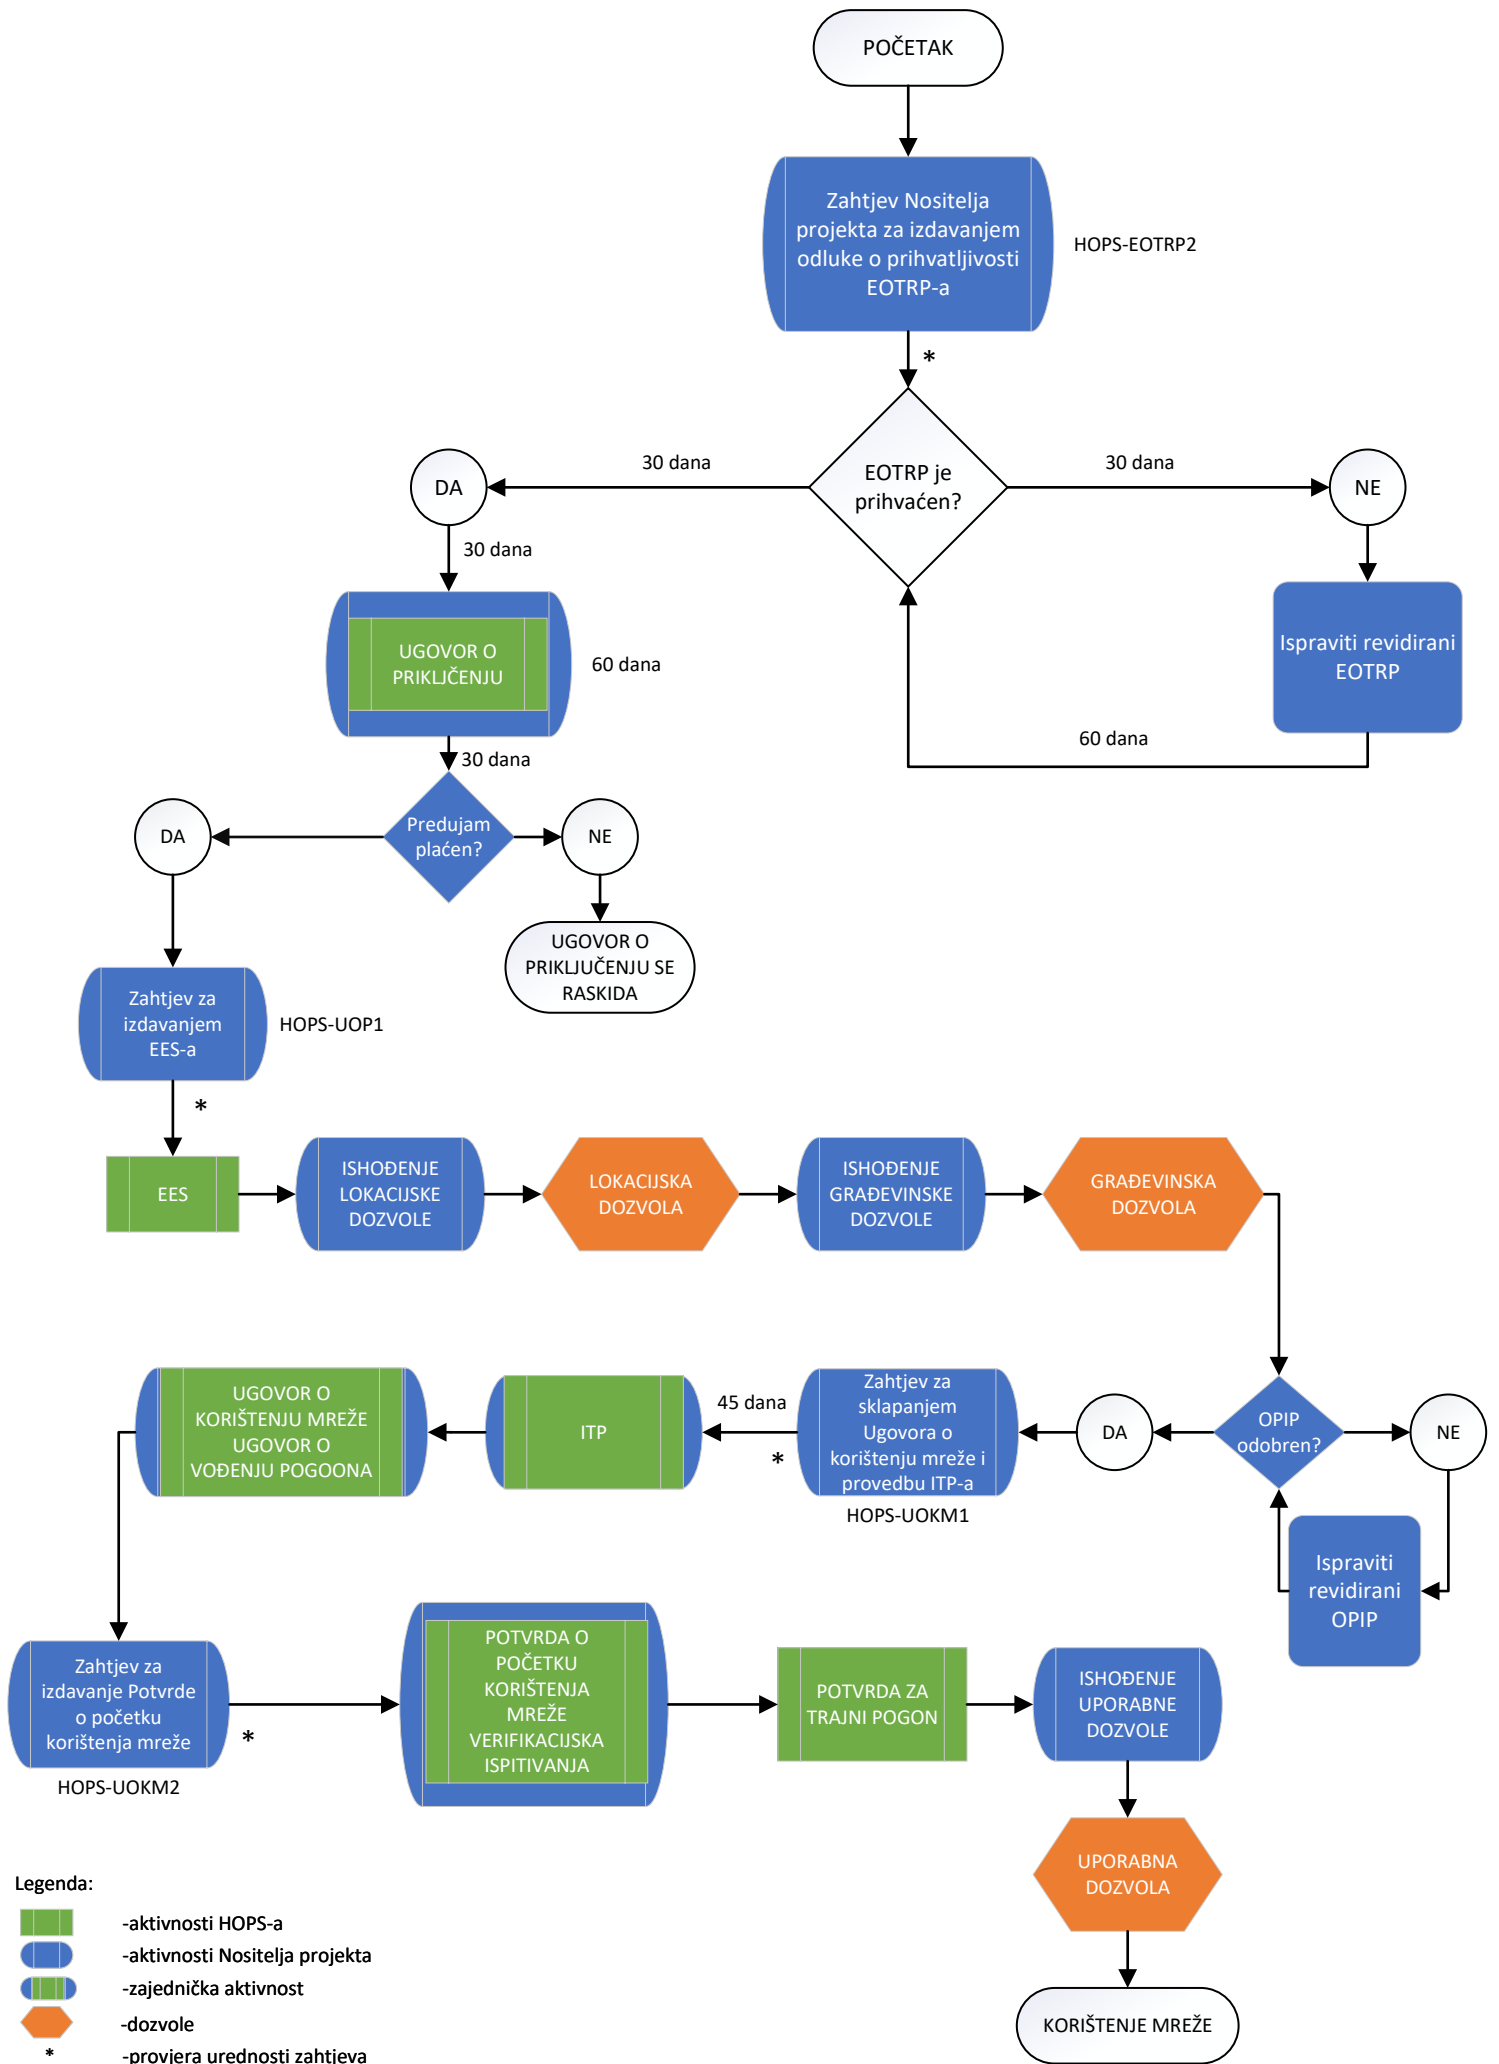 POČETAK
Zahtjev Nositelja
projekta za izdavanjem
odluke o prihvatljivosti
EOTRP-a
HOPS-EOTRP2
*
EOTRP je
prihvaćen?
30 dana
DA
30 dana
NE
30 dana
Ispraviti revidirani
EOTRP
60 dana
UGOVOR O
PRIKLJČENJU
60 dana
30 dana
Predujam
plaćen?
DA
NE
UGOVOR O
PRIKLJUČENJU SE
RASKIDA
Zahtjev za
izdavanjem
EES-a
HOPS-UOP1
*
EES
ISHOĐENJE
LOKACIJSKE
DOZVOLE
LOKACIJSKA
DOZVOLA
ISHOĐENJE
GRAĐEVINSKE
DOZVOLE
GRAĐEVINSKA
DOZVOLA
OPIP
odobren?
NE
Ispraviti
revidirani
OPIP
DA
Zahtjev za
sklapanjem
Ugovora o
korištenju mreže i
provedbu ITP-a
HOPS-UOKM1
45 dana
*
ITP
UGOVOR O
KORIŠTENJU MREŽE
UGOVOR O
VOĐENJU POGOONA
Zahtjev za
izdavanje Potvrde
o početku
korištenja mreže
HOPS-UOKM2
*
POTVRDA O
POČETKU
KORIŠTENJA
MREŽE
VERIFIKACIJSKA
ISPITIVANJA
POTVRDA ZA
TRAJNI POGON
ISHOĐENJE
UPORABNE
DOZVOLE
UPORABNA
DOZVOLA
KORIŠTENJE MREŽE
Legenda:
-aktivnosti HOPS-a
-aktivnosti Nositelja projekta
-zajednička aktivnost
-dozvole
* -provjera urednosti zahtjeva